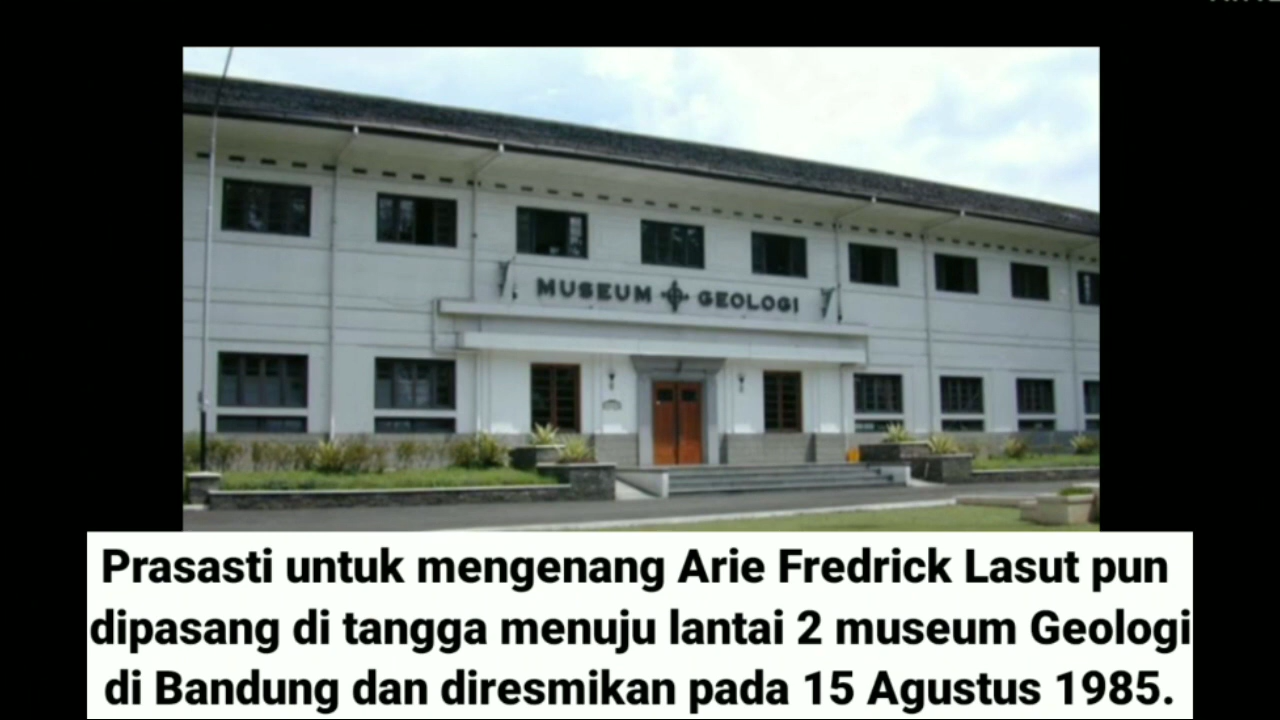 MUSEUM GEOLOGI
Prasasti untuk mengenang Arie Fredrick Lasut pun
dipasang di tangga menuju lantai 2 museum Geologi
di Bandung dan diresmikan pada 15 Agustus 1985.